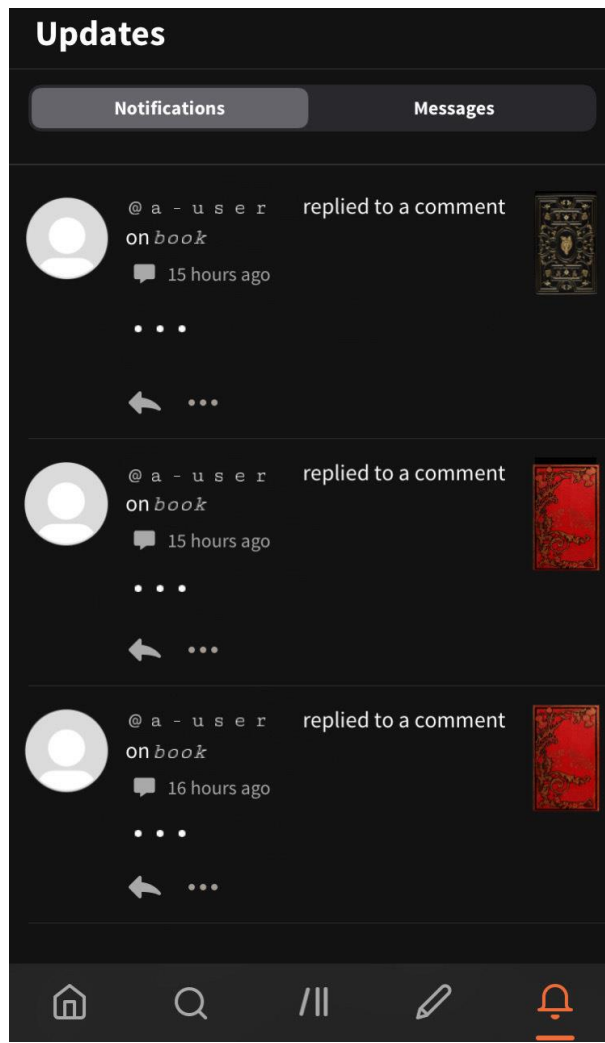 Updates
Notifications
Messages
@a-user replied to a comment
on book
15 hours ago
...
@a-user replied to a comment
on book
15 hours ago
...
@a-user replied to a comment
on book
16 hours ago
...